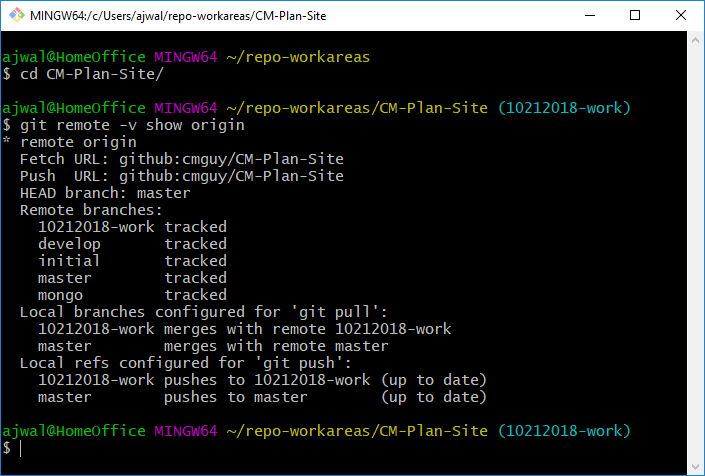 MINGW64:/c/Users/ajwal/repo-workareas/CM-Plan-Site
ajwal@HomeOffice MINGW64 ~/repo-workareas
$ cd CM-Plan-Site/
ajwal@HomeOffice MINGW64 ~/repo-workareas/CM-Plan-Site (10212018-work)
$ git remote -v show origin
* remote origin
  Fetch URL: github:cmguy/CM-Plan-Site
  Push  URL: github:cmguy/CM-Plan-Site
  HEAD branch: master
  Remote branches:
    10212018-work tracked
    develop       tracked
    initial       tracked
    master        tracked
    mongo         tracked
  Local branches configured for 'git pull':
    10212018-work merges with remote 10212018-work
    master        merges with remote master
  Local refs configured for 'git push':
    10212018-work pushes to 10212018-work (up to date)
    master        pushes to master        (up to date)
ajwal@HomeOffice MINGW64 ~/repo-workareas/CM-Plan-Site (10212018-work)
$